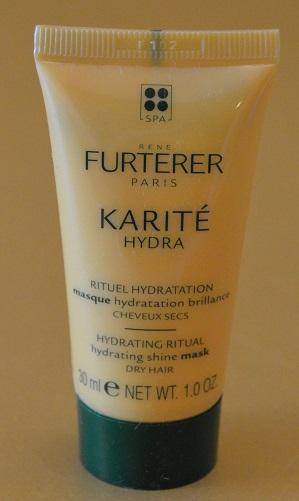 SPA
RENE
FURTERER
PARIS
KARITÉ
HYDRA
RITUEL HYDRATATION
masque hydratation brillance
CHEVEUX SECS
HYDRATING RITUAL
hydrating shine mask
DRY HAIR
30 ml e NET WT. 1.0 OZ.